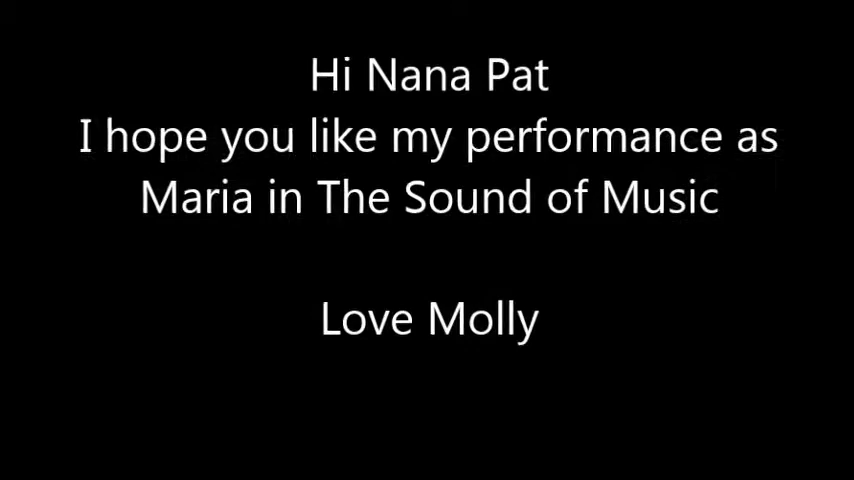 Hi Nana Pat
I hope you like my performance as
Maria in The Sound of Music
Love Molly